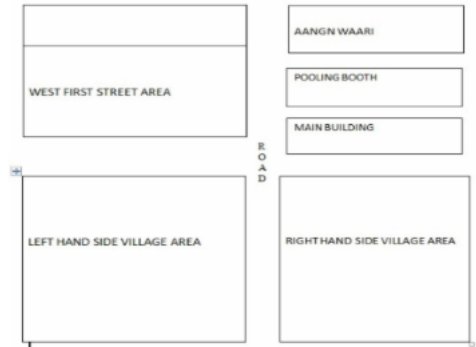 AANGN WAARI
POOLING BOOTH
WEST FIRST STREET AREA
MAIN BUILDING
R
O
A
D
LEFT HAND SIDE VILLAGE AREA
RIGHT HAND SIDE VILLAGE AREA